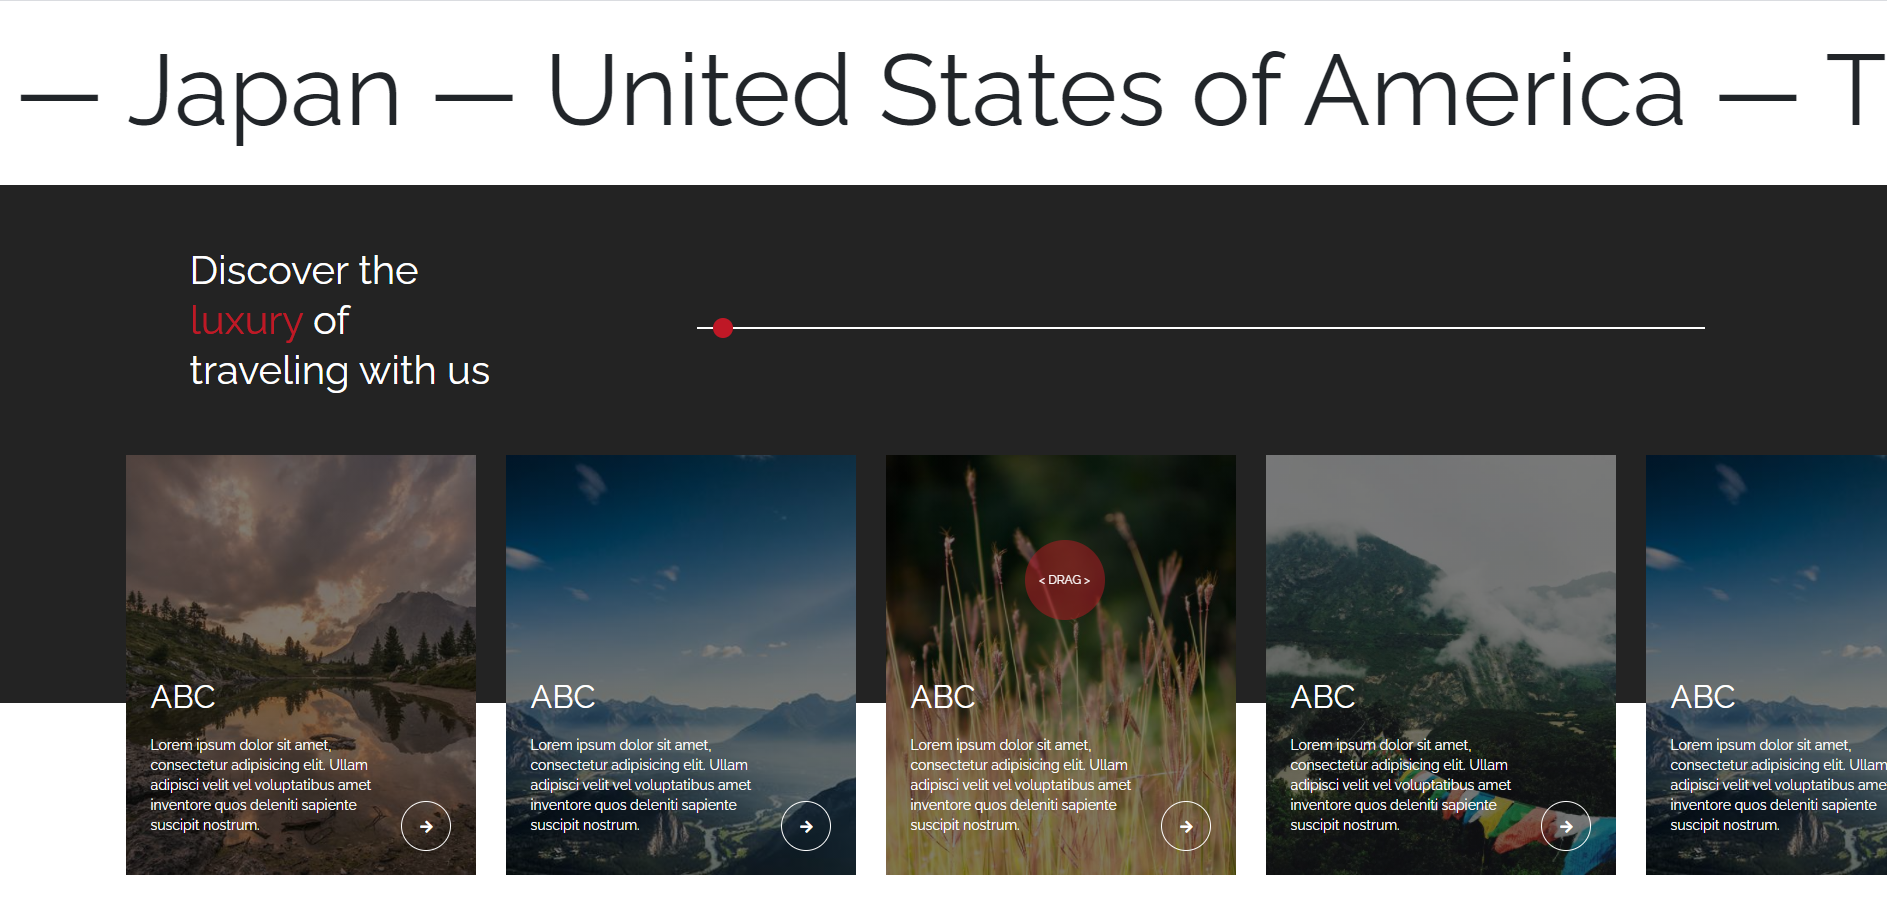 — Japan — United States of America — T
Discover the
luxury of
traveling with us
< DRAG >
ABC
Lorem ipsum dolor sit amet,
consectetur adipisicing elit. Ullam
adipisci velit vel voluptatibus amet
inventore quos deleniti sapiente
suscipit nostrum.
ABC
Lorem ipsum dolor sit amet,
consectetur adipisicing elit. Ullam
adipisci velit vel voluptatibus amet
inventore quos deleniti sapiente
suscipit nostrum.
ABC
Lorem ipsum dolor sit amet,
consectetur adipisicing elit. Ullam
adipisci velit vel voluptatibus amet
inventore quos deleniti sapiente
suscipit nostrum.
ABC
Lorem ipsum dolor sit amet,
consectetur adipisicing elit. Ullam
adipisci velit vel voluptatibus amet
inventore quos deleniti sapiente
suscipit nostrum.
ABC
Lorem ipsum dolor sit amet,
consectetur adipisicing elit. Ullam
adipisci velit vel voluptatibus ame
inventore quos deleniti sapiente
suscipit nostrum.